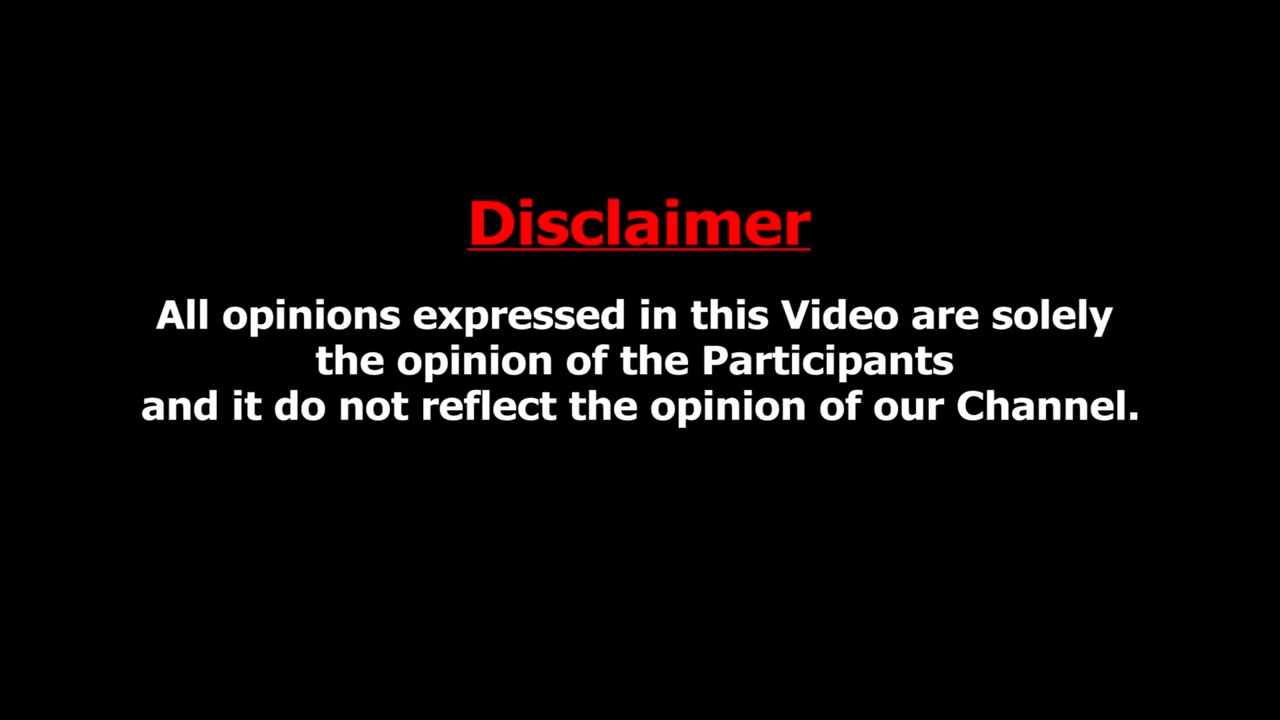 Disclaimer
All opinions expressed in this Video are solely
the opinion of the Participants
and it do not reflect the opinion of our Channel.